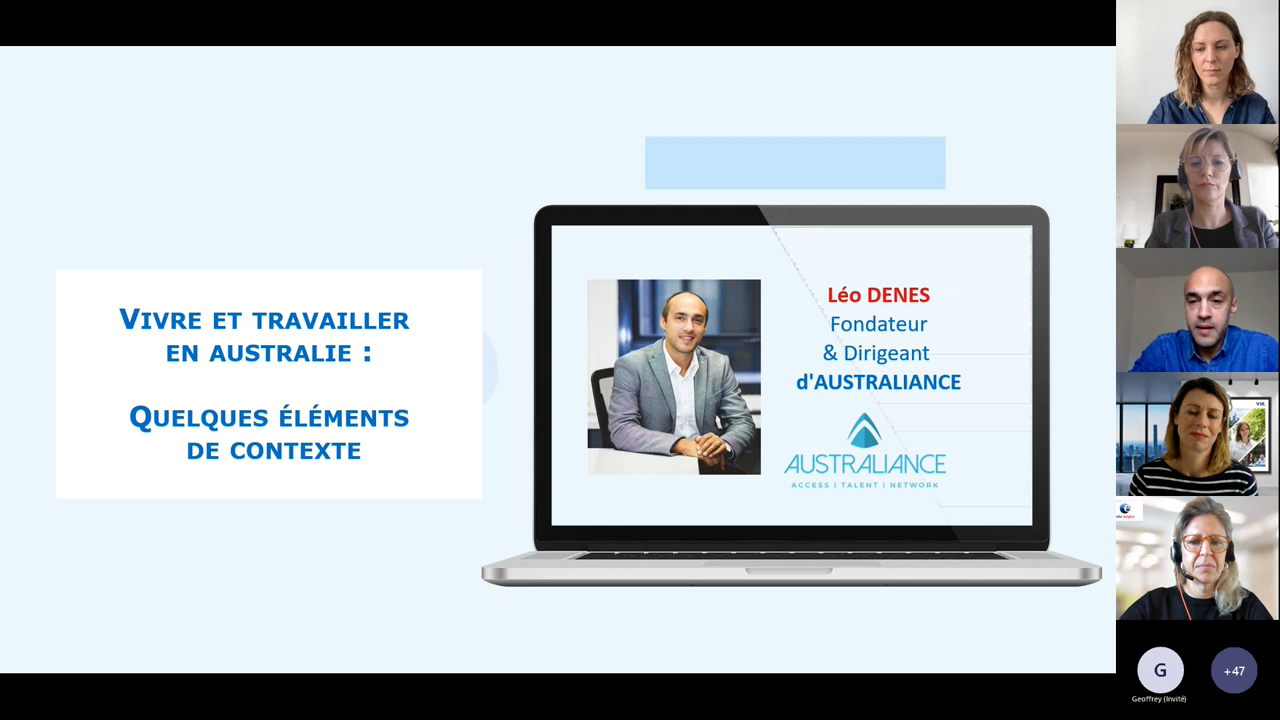 VIVRE ET TRAVAILLER
EN AUSTRALIE :
QUELQUES ÉLÉMENTS
DE CONTEXTE
Léo DENES
Fondateur
& Dirigeant
d'AUSTRALIANCE
AUSTRALIANCE
ACCESS | TALENT | NETWORK
VIE
G
+47
Geoffrey (Invité)